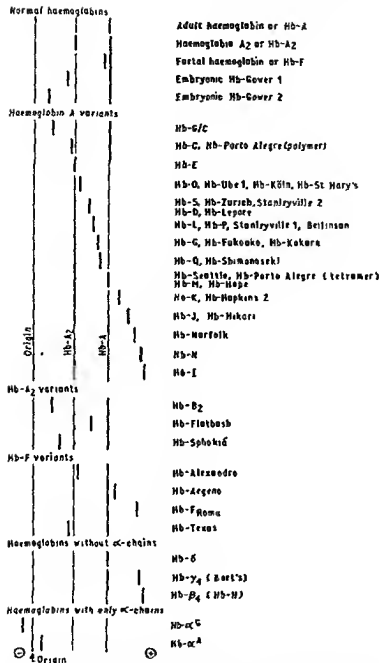 Normal haemoglobins
Adult haemoglobin or Hb-A
Haemoglobin A2 or Hb-A2
Foetal haemoglobin or Hb-F
Embryonic Hb-Gower 1
Embryonic Hb-Gower 2
Haemoglobin A variants
Hb-G/C
Hb-C, Hb-Porto Alegre (polymer)
Hb-E
Hb-O, Hb-Ube 1, Hb-Köln, Hb-St Mary's
Hb-S, Hb-Zurich, Stanleyville 2
Hb-D, Hb-Lepore
Hb-L, Hb-P, Stanleyville 1, Beilinson
Hb-G, Hb-Fukuoka, Hb-Kokura
Hb-Q, Hb-Shimonoseki
Hb-Seattle, Hb-Porto Alegre (tetramer)
Hb-M, Hb-Hope
Hb-K, Hb-Hopkins 2
Hb-J, Hb-Hikari
Hb-Norfolk
Hb-N
Hb-I
Origin
Hb-A2
Hb-A
Hb-A2 variants
Hb-B2
Hb-Flatbush
Hb-Sphakiá
Hb-F variants
Hb-Alexandra
Hb-Aegena
Hb-F Roma
Hb-Texas
Haemoglobins without α-chains
Hb-δ
Hb-γ4 (Bart's)
Hb-β4 (Hb-H)
Haemoglobins with only α-chains
Hb-α G
Hb-α A
⊖ Origin ⊕